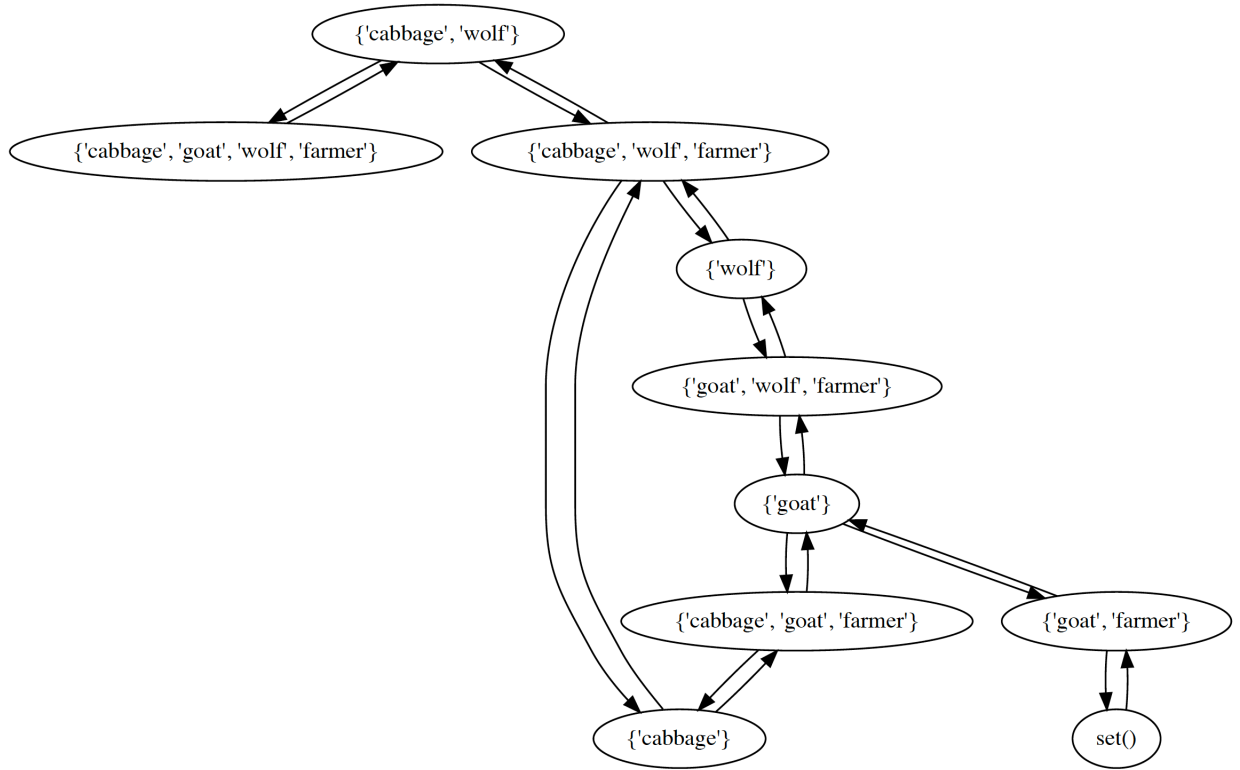 {'cabbage', 'wolf'}
{'cabbage', 'goat', 'wolf', 'farmer'}
{'cabbage', 'wolf', 'farmer'}
{'wolf'}
{'goat', 'wolf', 'farmer'}
{'goat'}
{'cabbage', 'goat', 'farmer'}
{'goat', 'farmer'}
{'cabbage'}
set()